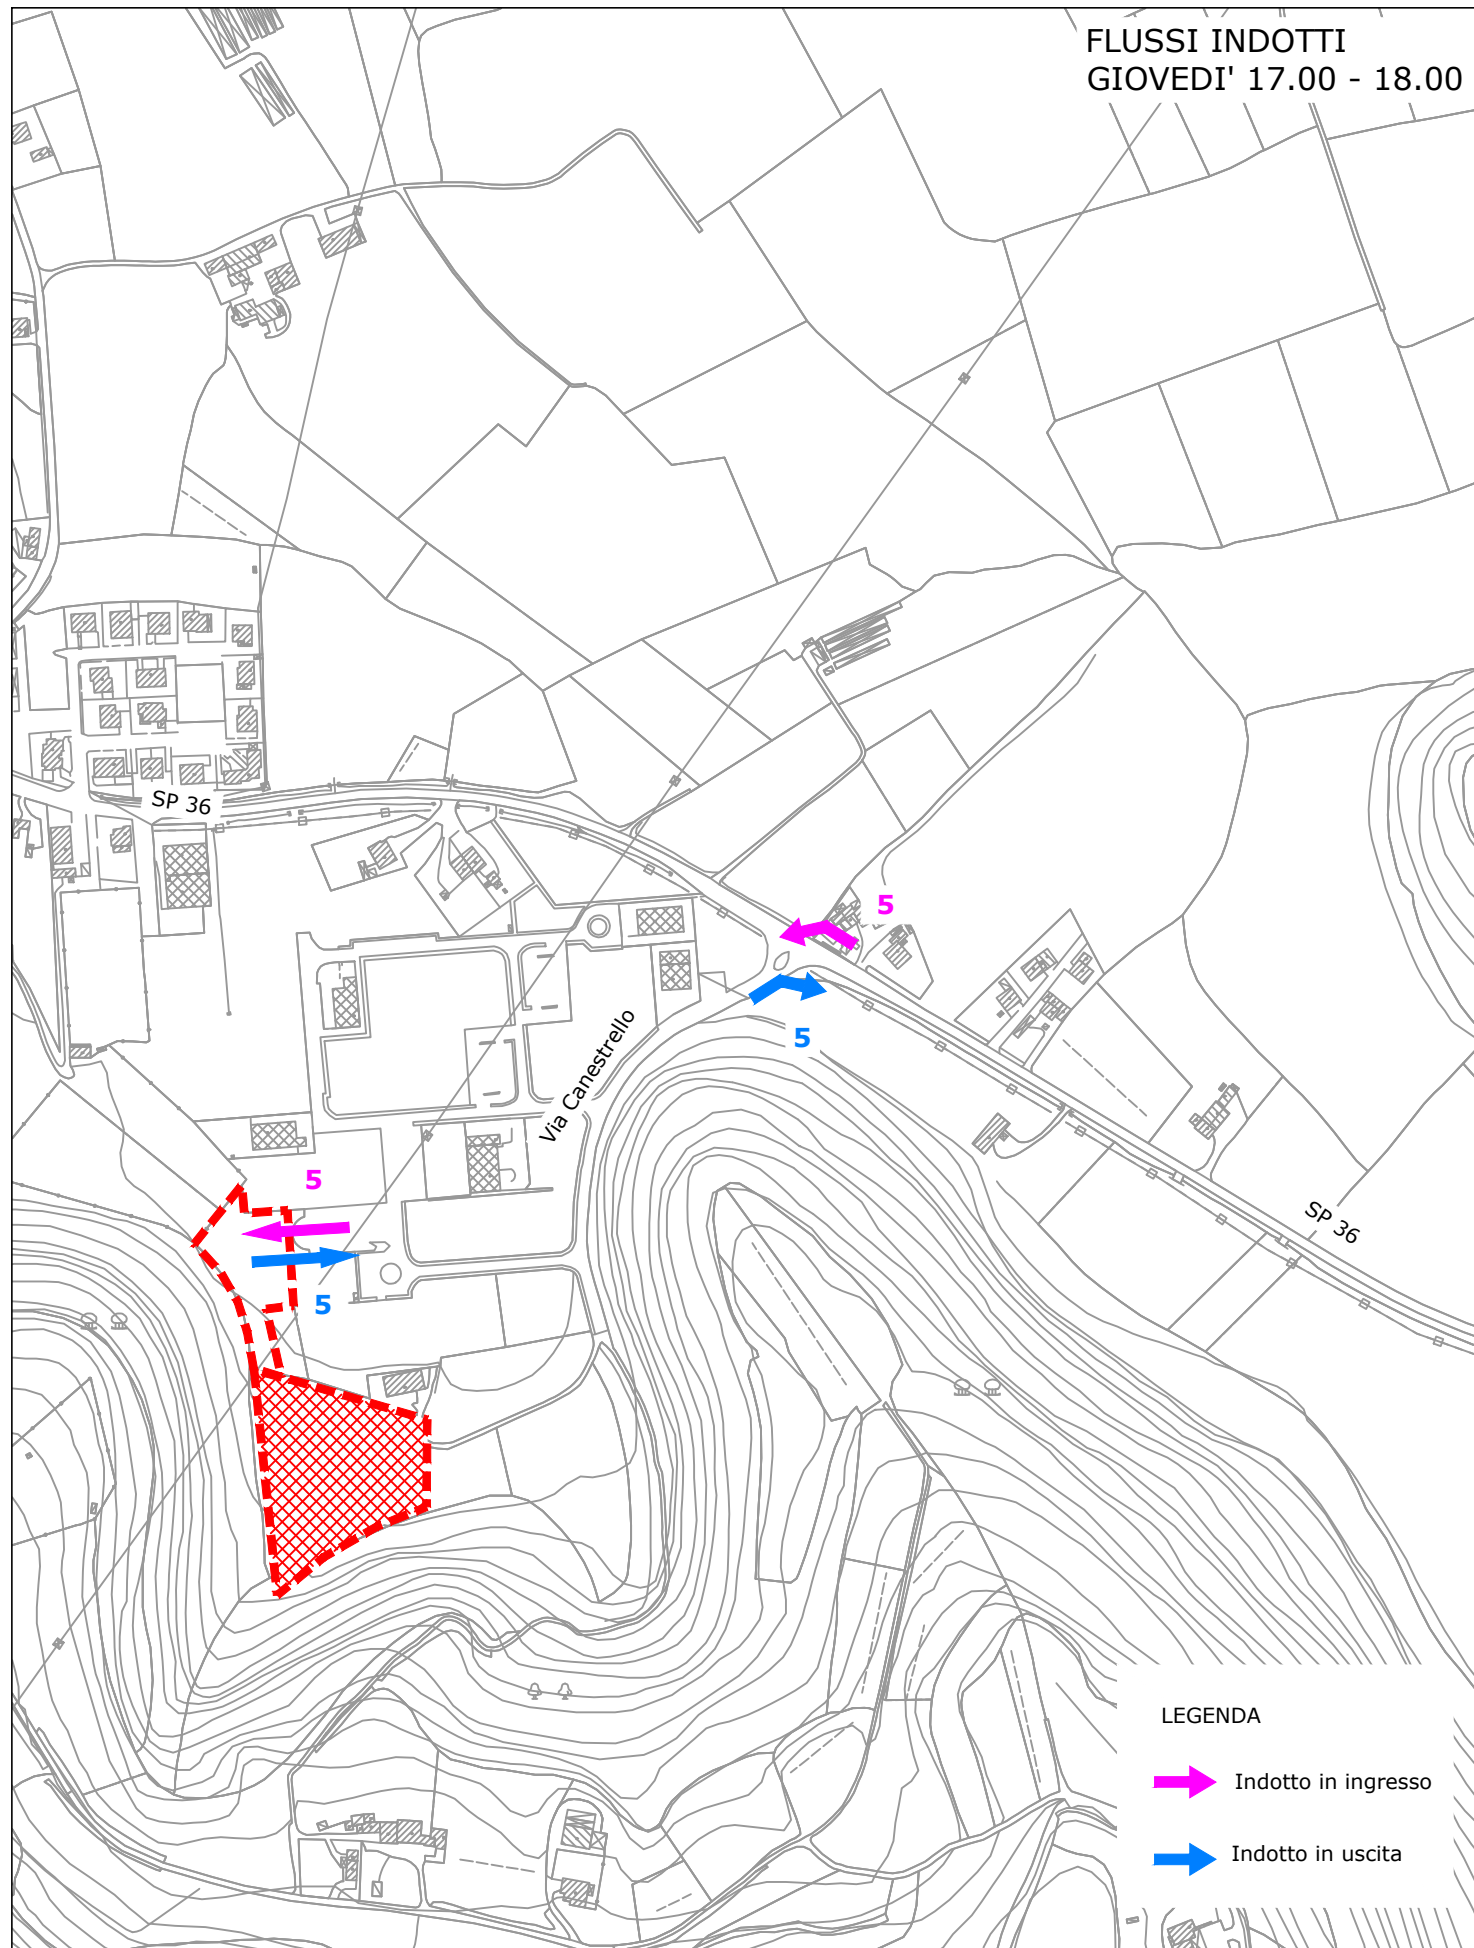 FLUSSI INDOTTI
GIOVEDI' 17.00 - 18.00
SP 36
5
5
Via Canestrello
5
SP 36
5
LEGENDA
Indotto in ingresso
Indotto in uscita